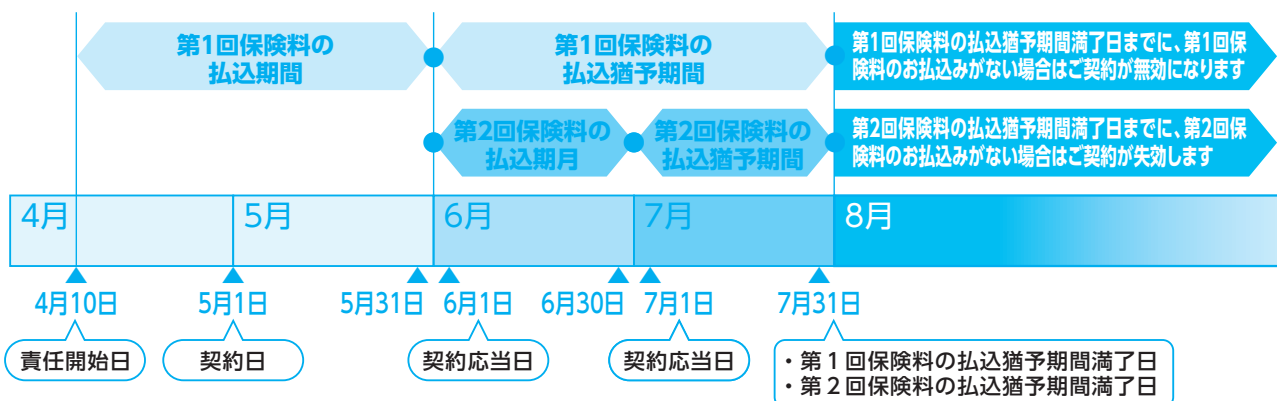 第1回保険料の
払込期間
第1回保険料の
払込猶予期間
第1回保険料の払込猶予期間満了日までに、第1回保
険料のお払込みがない場合はご契約が無効になります
第2回保険料の
払込期月
第2回保険料の
払込猶予期間
第2回保険料の払込猶予期間満了日までに、第2回保
険料のお払込みがない場合はご契約が失効します
4月
5月
6月
7月
8月
4月10日
5月1日
5月31日
6月1日
6月30日
7月1日
7月31日
責任開始日
契約日
契約応当日
契約応当日
・第1回保険料の払込猶予期間満了日
・第2回保険料の払込猶予期間満了日